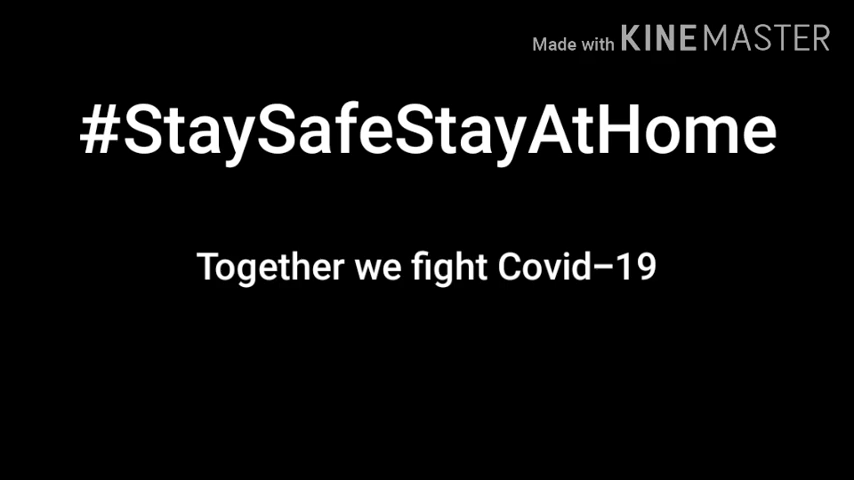 Made with KINEMASTER
#StaySafeStayAtHome
Together we fight Covid–19